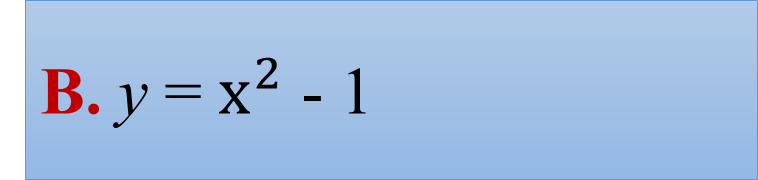 B. y = x² - 1